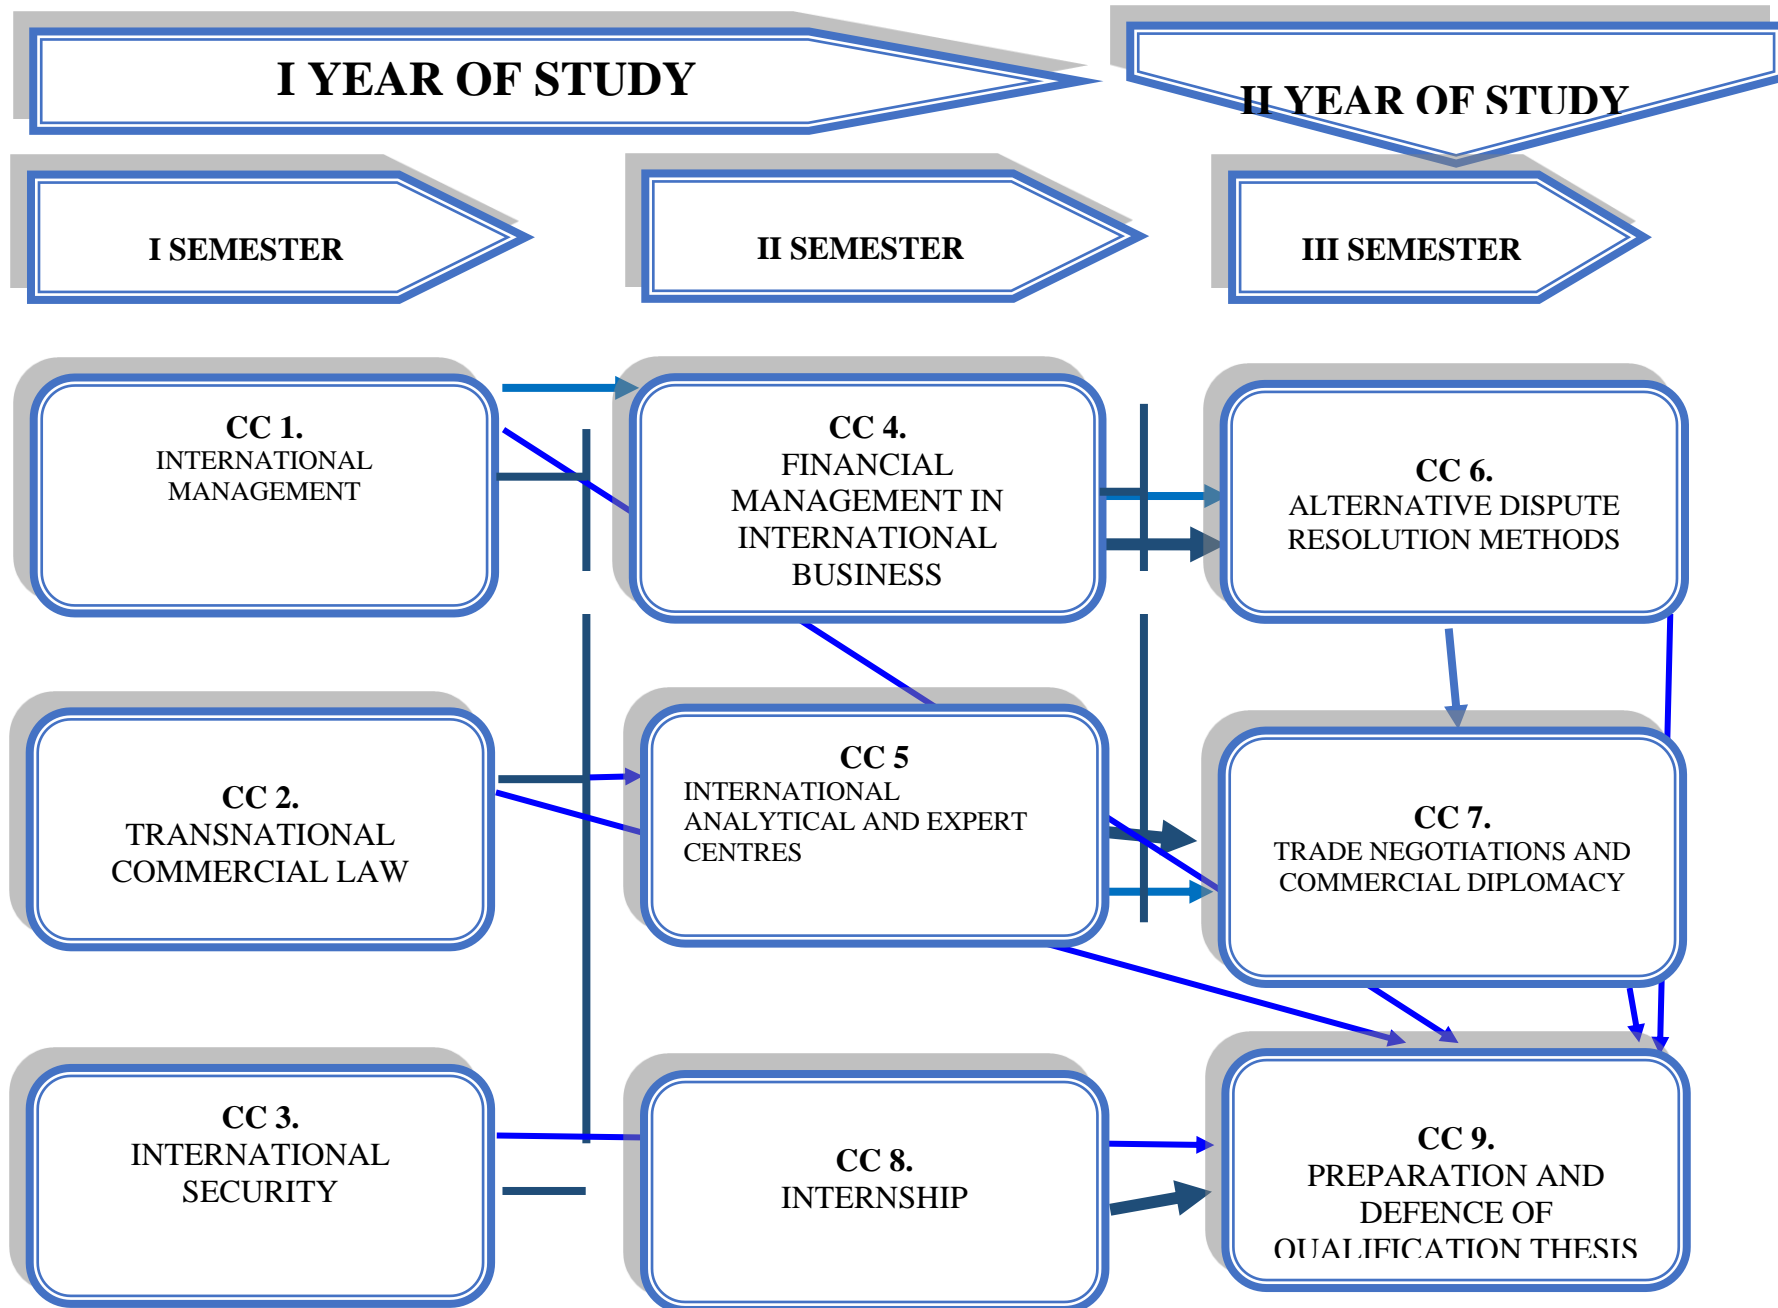 I YEAR OF STUDY
II YEAR OF STUDY
I SEMESTER
II SEMESTER
III SEMESTER
CC 1.
INTERNATIONAL
MANAGEMENT
CC 4.
FINANCIAL
MANAGEMENT IN
INTERNATIONAL
BUSINESS
CC 6.
ALTERNATIVE DISPUTE
RESOLUTION METHODS
CC 2.
TRANSNATIONAL
COMMERCIAL LAW
CC 5
INTERNATIONAL
ANALYTICAL AND EXPERT
CENTRES
CC 7.
TRADE NEGOTIATIONS AND
COMMERCIAL DIPLOMACY
CC 3.
INTERNATIONAL
SECURITY
CC 8.
INTERNSHIP
CC 9.
PREPARATION AND
DEFENCE OF
QUALIFICATION THESIS